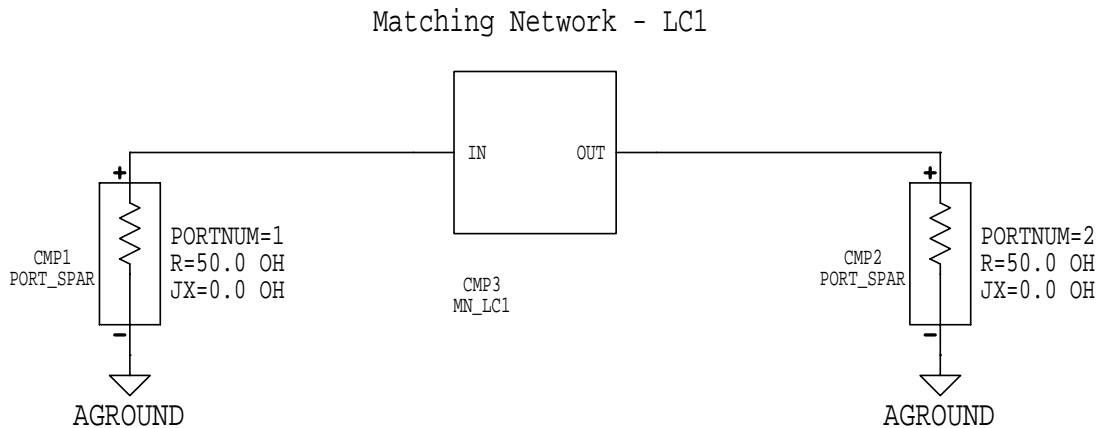 Matching Network - LC1
IN
OUT
+
+
PORTNUM=1
R=50.0 OH
JX=0.0 OH
CMP1
PORT_SPAR
CMP3
MN_LC1
PORTNUM=2
R=50.0 OH
JX=0.0 OH
CMP2
PORT_SPAR
-
-
AGROUND
AGROUND